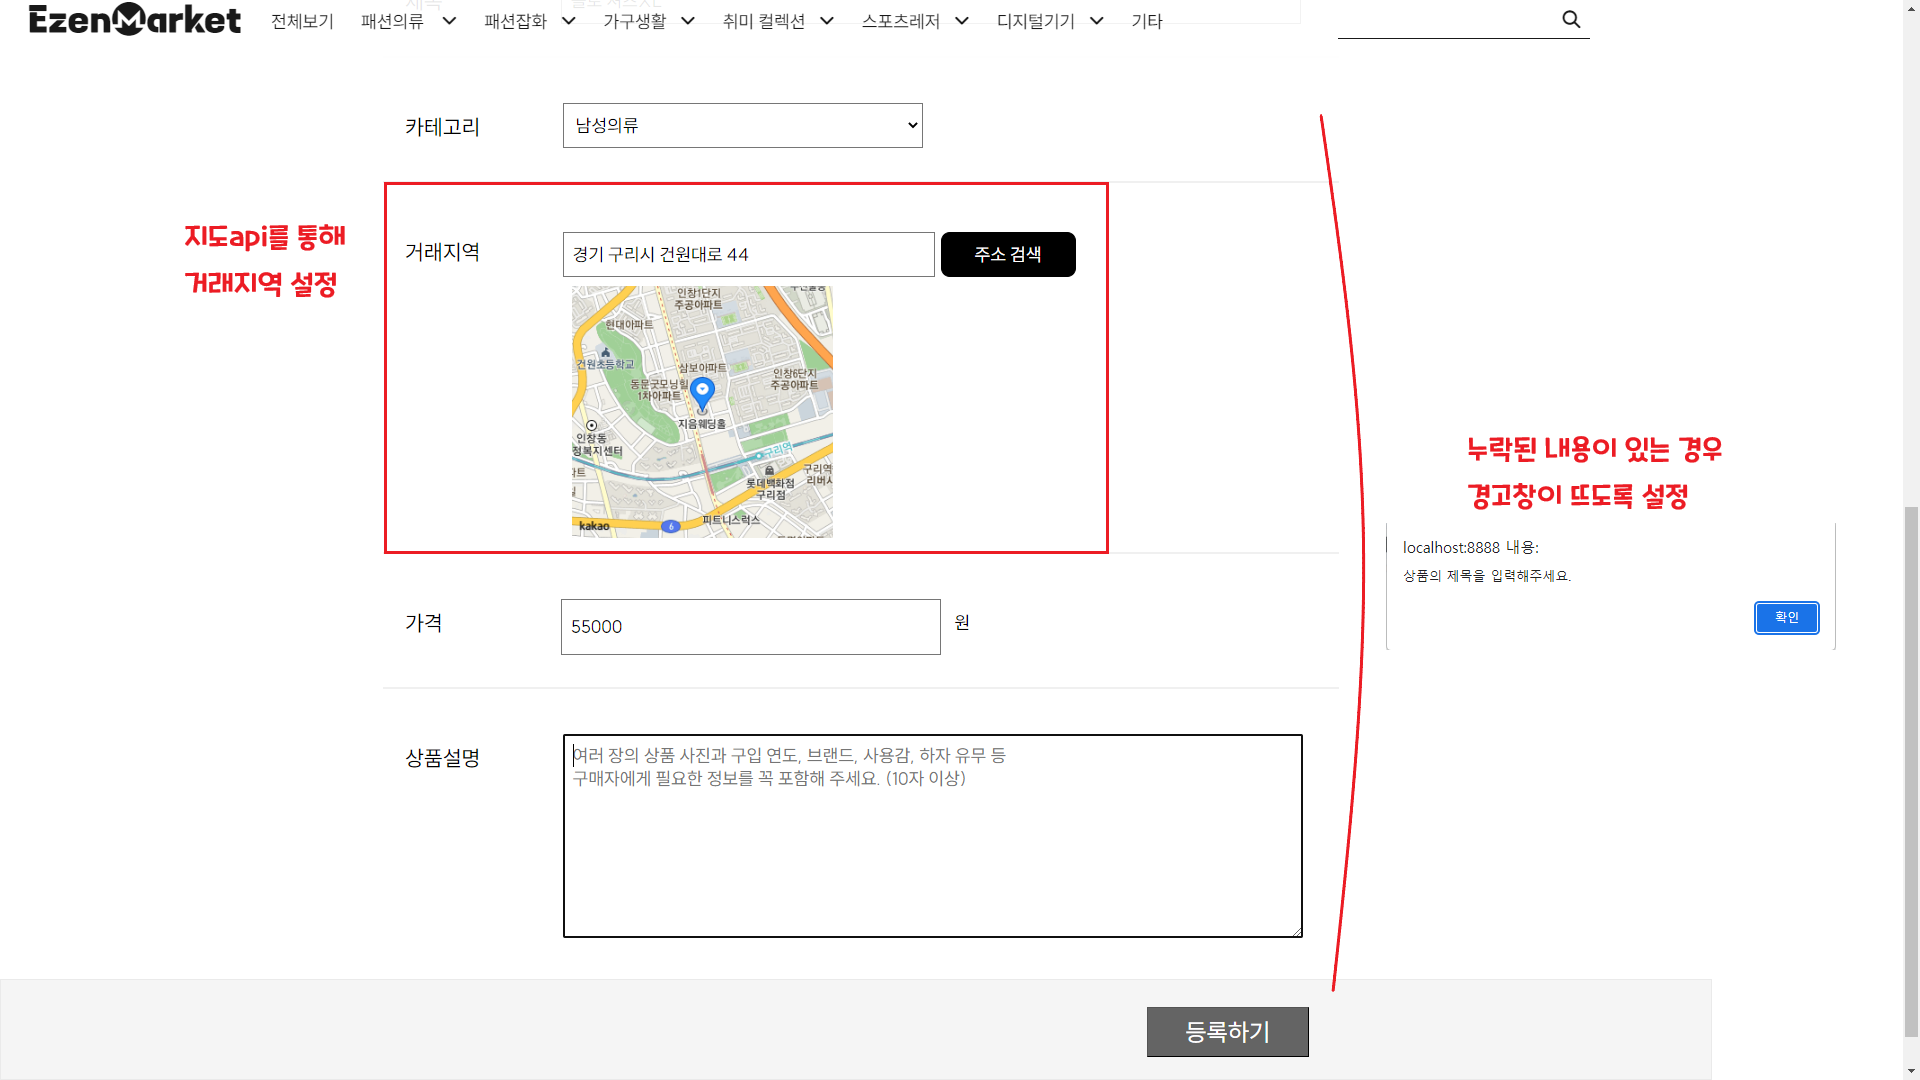 EzenMarket 전체보기 패션의류 패션잡화 가구생활 취미 컬렉션 스포츠레저 디지털기기 기타
카테고리 남성의류
지도api를 통해
거래지역 설정
거래지역 경기 구리시 건원대로 44 주소 검색
인창1단지
주공아파트
현대아파트
건원초등학교
삼보아파트
인창6단지
주공아파트
동문굿모닝힐
1차아파트
지음웨딩홀
인창동
정복지센터
구리역
구리역
리버시
롯데백화점
구리점
피트니스럭스
kakao 6
누락된 내용이 있는 경우
경고창이 뜨도록 설정
localhost:8888 내용:
상품의 제목을 입력해주세요.
확인
가격 55000 원
상품설명 여러 장의 상품 사진과 구입 연도, 브랜드, 사용감, 하자 유무 등
구매자에게 필요한 정보를 꼭 포함해 주세요. (10자 이상)
등록하기